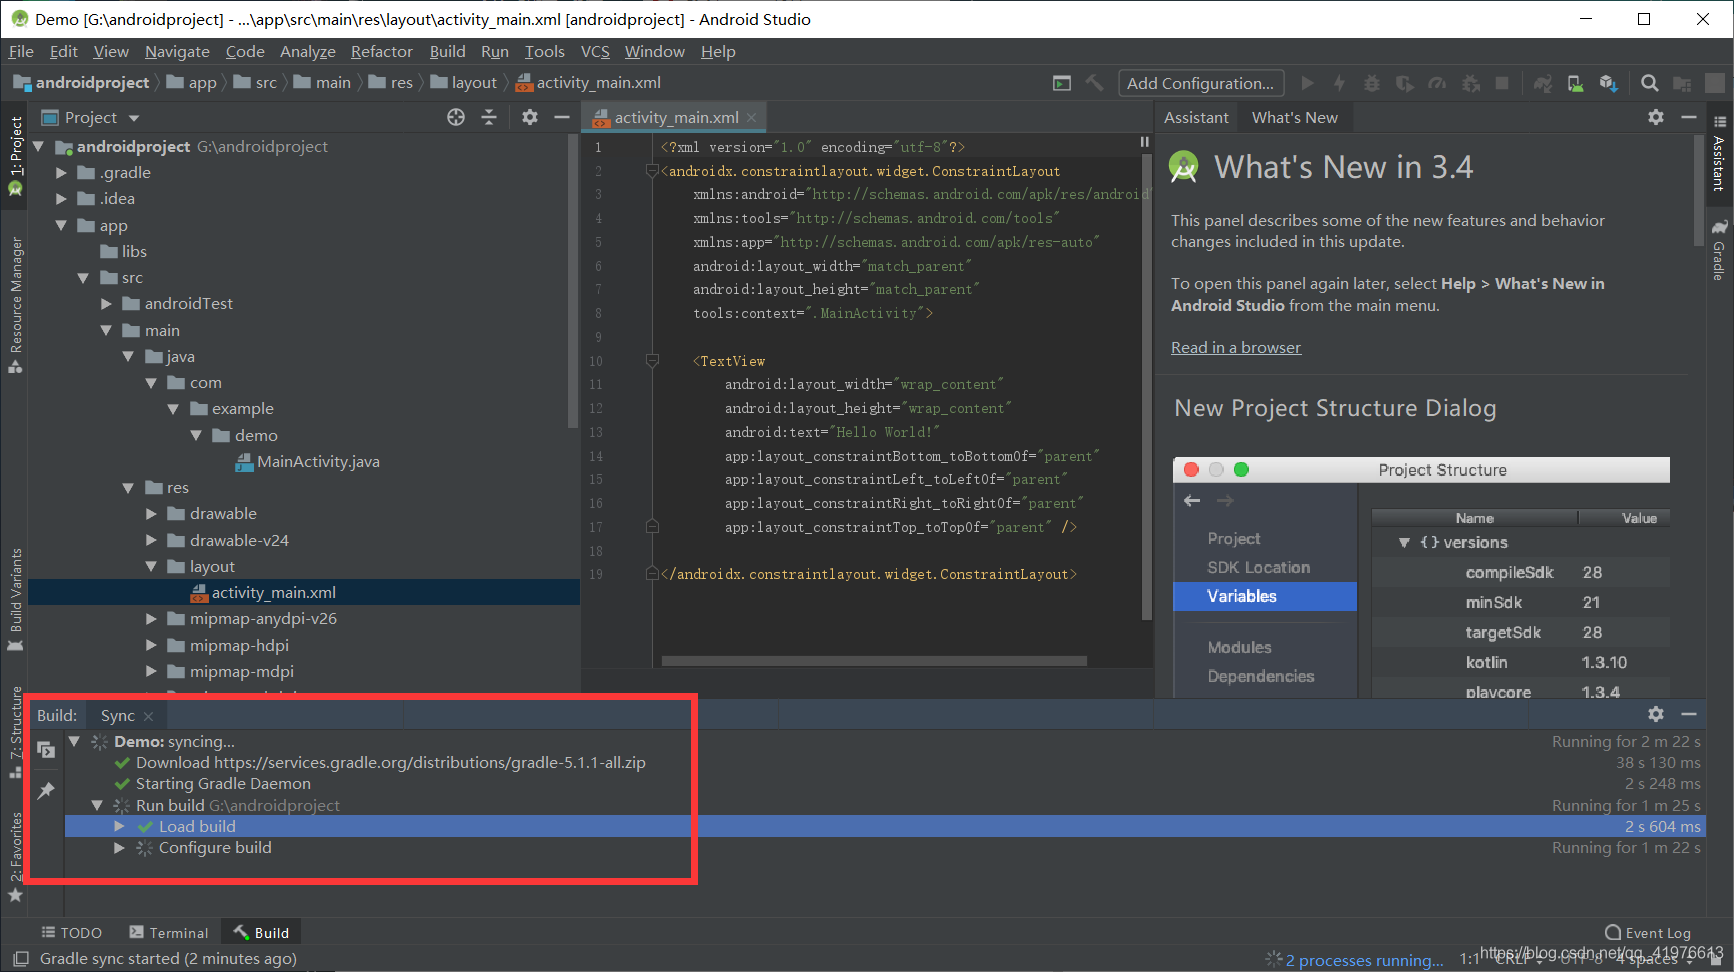 Demo [G:\androidproject] - ...\app\src\main\res\layout\activity_main.xml [androidproject] - Android Studio
File Edit View Navigate Code Analyze Refactor Build Run Tools VCS Window Help
androidproject app src main res layout activity_main.xml Add Configuration...
Project
1: Project
Resource Manager
Build Variants
7: Structure
2: Favorites
androidproject G:\androidproject
.gradle
.idea
app
libs
src
androidTest
main
java
com
example
demo
MainActivity.java
res
drawable
drawable-v24
layout
activity_main.xml
mipmap-anydpi-v26
mipmap-hdpi
mipmap-mdpi
activity_main.xml
1 <?xml version="1.0" encoding="utf-8"?>
2 <androidx.constraintlayout.widget.ConstraintLayout
3 xmlns:android="http://schemas.android.com/apk/res/android"
4 xmlns:tools="http://schemas.android.com/tools"
5 xmlns:app="http://schemas.android.com/apk/res-auto"
6 android:layout_width="match_parent"
7 android:layout_height="match_parent"
8 tools:context=".MainActivity">
9
10 <TextView
11 android:layout_width="wrap_content"
12 android:layout_height="wrap_content"
13 android:text="Hello World!"
14 app:layout_constraintBottom_toBottomOf="parent"
15 app:layout_constraintLeft_toLeftOf="parent"
16 app:layout_constraintRight_toRightOf="parent"
17 app:layout_constraintTop_toTopOf="parent" />
18
19 </androidx.constraintlayout.widget.ConstraintLayout>
Assistant What's New
What's New in 3.4
This panel describes some of the new features and behavior
changes included in this update.
To open this panel again later, select Help > What's New in
Android Studio from the main menu.
Read in a browser
New Project Structure Dialog
Project Structure
Project
SDK Location
Variables
Modules
Dependencies
Name Value
{} versions
compileSdk 28
minSdk 21
targetSdk 28
kotlin 1.3.10
playcore 1.3.4
Assistant
Gradle
Build: Sync
Demo: syncing... Running for 2 m 22 s
Download https://services.gradle.org/distributions/gradle-5.1.1-all.zip 38 s 130 ms
Starting Gradle Daemon 2 s 248 ms
Run build G:\androidproject Running for 1 m 25 s
Load build 2 s 604 ms
Configure build Running for 1 m 22 s
TODO Terminal Build Event Log
Gradle sync started (2 minutes ago) 2 processes running... 1:1 CRLF UTF-8 4 spaces
https://blog.csdn.net/qq_41976613